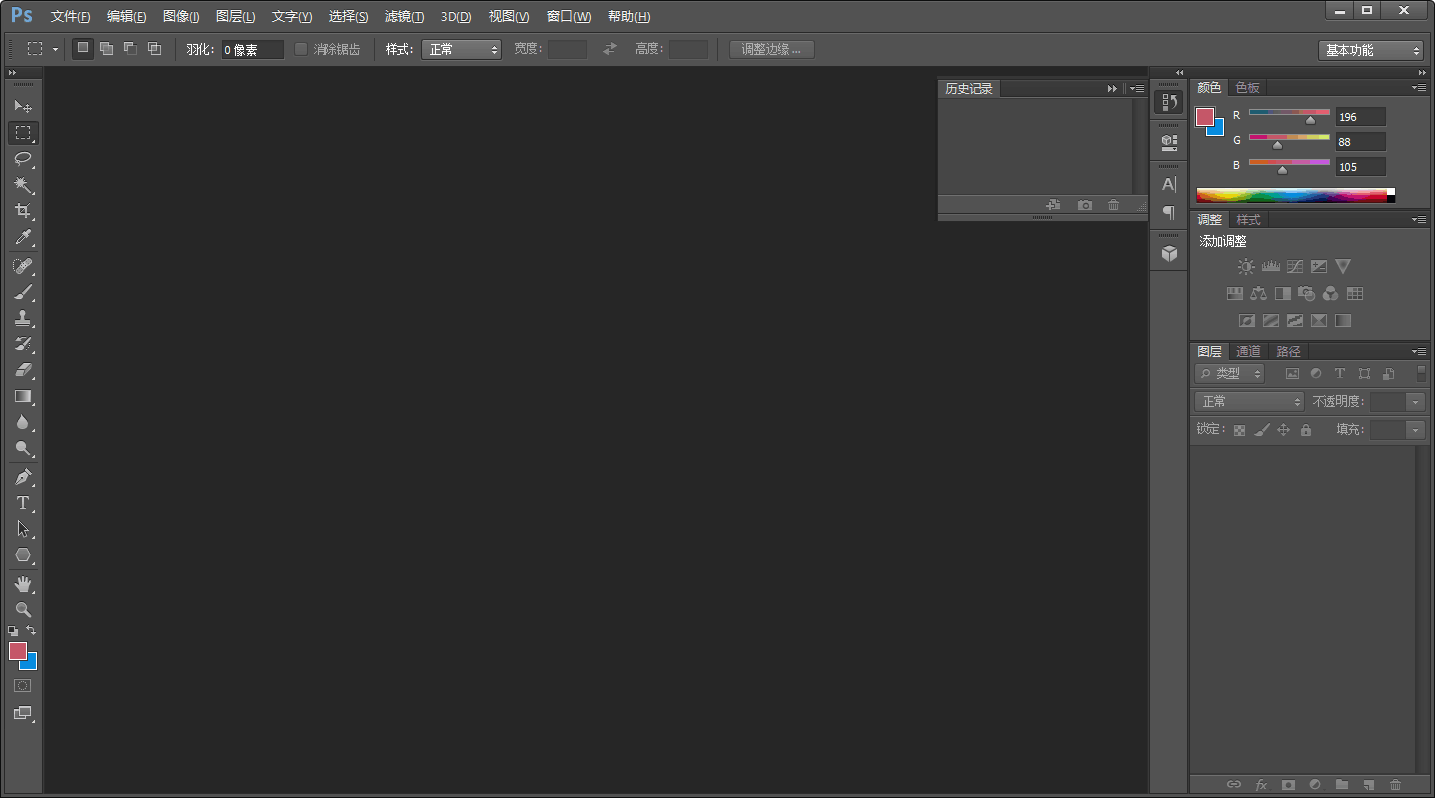 Ps 文件(F) 编辑(E) 图像(I) 图层(L) 文字(Y) 选择(S) 滤镜(T) 3D(D) 视图(V) 窗口(W) 帮助(H)
羽化: 0 像素 消除锯齿 样式: 正常 宽度: 高度: 调整边缘... 基本功能
历史记录
颜色 色板
R 196
G 88
B 105
调整 样式
添加调整
图层 通道 路径
类型
正常 不透明度:
锁定: 填充: